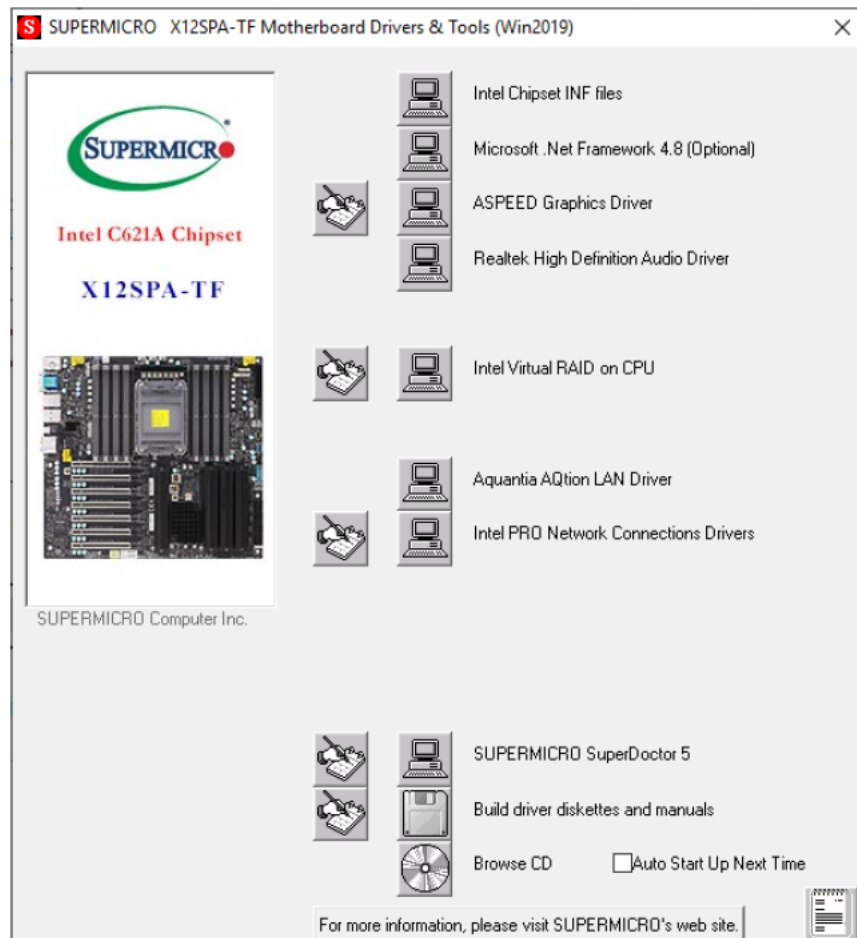 SUPERMICRO X12SPA-TF Motherboard Drivers & Tools (Win2019)
SUPERMICRO
Intel C621A Chipset
X12SPA-TF
SUPERMICRO Computer Inc.
Intel Chipset INF files
Microsoft .Net Framework 4.8 (Optional)
ASPEED Graphics Driver
Realtek High Definition Audio Driver
Intel Virtual RAID on CPU
Aquantia AQtion LAN Driver
Intel PRO Network Connections Drivers
SUPERMICRO SuperDoctor 5
Build driver diskettes and manuals
Browse CD
Auto Start Up Next Time
For more information, please visit SUPERMICRO's web site.